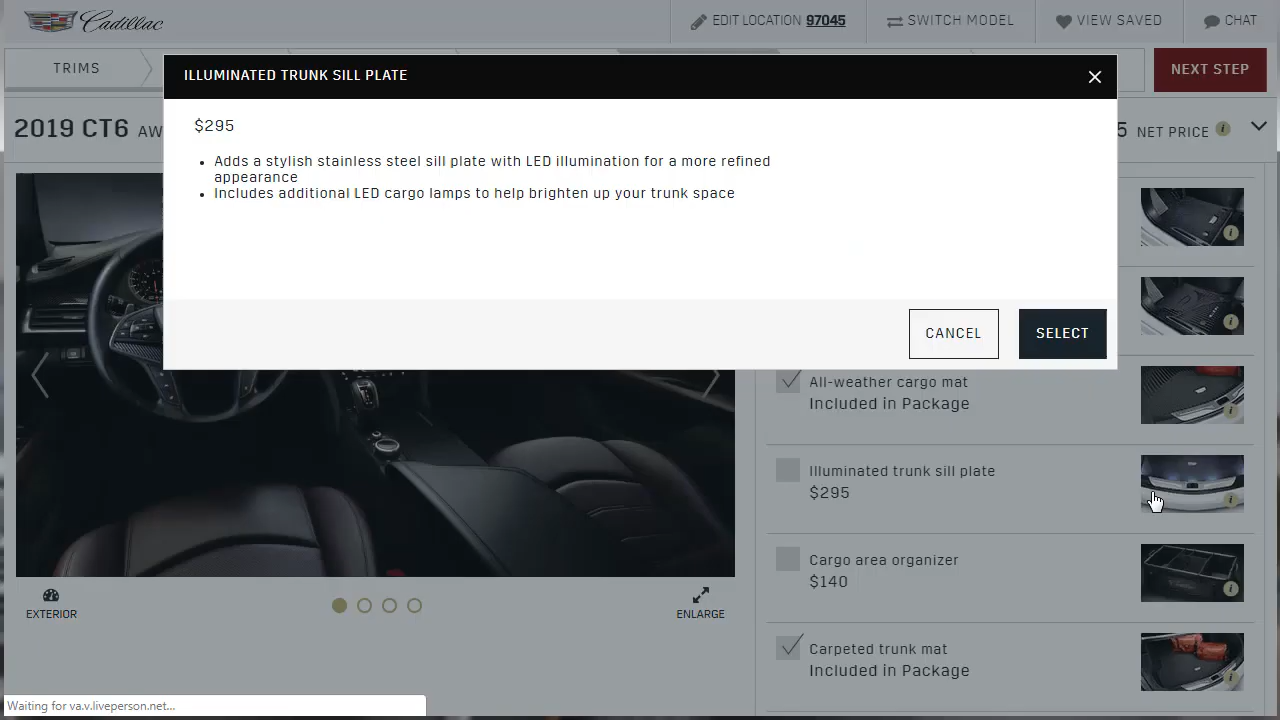 Cadillac
EDIT LOCATION 97045
SWITCH MODEL
VIEW SAVED
CHAT
TRIMS
NEXT STEP
ILLUMINATED TRUNK SILL PLATE
2019 CT6 AW
5 NET PRICE
$295
Adds a stylish stainless steel sill plate with LED illumination for a more refined
appearance
Includes additional LED cargo lamps to help brighten up your trunk space
CANCEL
SELECT
All-weather cargo mat
Included in Package
Illuminated trunk sill plate
$295
Cargo area organizer
$140
Carpeted trunk mat
Included in Package
EXTERIOR
ENLARGE
Waiting for va.v.liveperson.net...